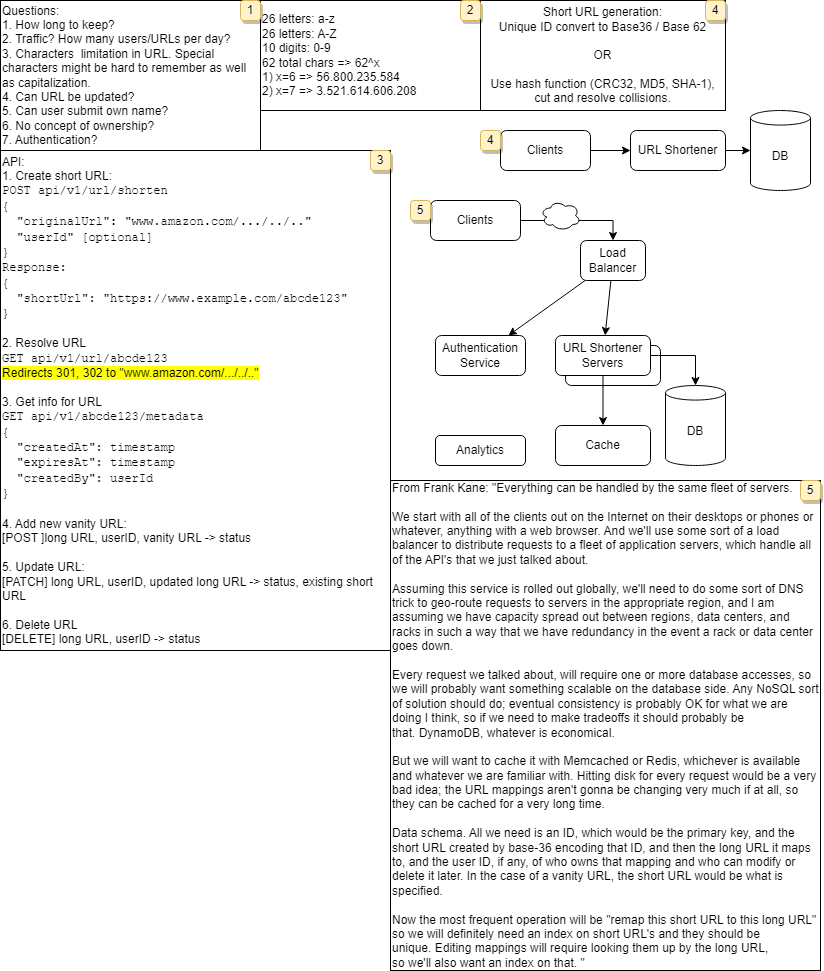 Questions:
1. How long to keep?
2. Traffic? How many users/URLs per day?
3. Characters  limitation in URL. Special
characters might be hard to remember as well
as capitalization.
4. Can URL be updated?
5. Can user submit own name?
6. No concept of ownership?
7. Authentication?
1
26 letters: a-z
26 letters: A-Z
10 digits: 0-9
62 total chars => 62^x
1) x=6 => 56.800.235.584
2) x=7 => 3.521.614.606.208
2
Short URL generation:
Unique ID convert to Base36 / Base 62
OR
Use hash function (CRC32, MD5, SHA-1),
cut and resolve collisions.
4
API:
1. Create short URL:
POST api/v1/url/shorten
{
"originalUrl": "www.amazon.com/.../../.."
"userId" [optional]
}
Response:
{
"shortUrl": "https://www.example.com/abcde123"
}
2. Resolve URL
GET api/v1/url/abcde123
Redirects 301, 302 to "www.amazon.com/.../../.."
3. Get info for URL
GET api/v1/abcde123/metadata
{
"createdAt": timestamp
"expiresAt": timestamp
"createdBy": userId
}
4. Add new vanity URL:
[POST ]long URL, userID, vanity URL -> status
5. Update URL:
[PATCH] long URL, userID, updated long URL -> status, existing short
URL
6. Delete URL
[DELETE] long URL, userID -> status
3
4
Clients
URL Shortener
DB
5
Clients
Load
Balancer
Authentication
Service
URL Shortener
Servers
DB
Analytics
Cache
From Frank Kane: "Everything can be handled by the same fleet of servers.
5
We start with all of the clients out on the Internet on their desktops or phones or
whatever, anything with a web browser. And we'll use some sort of a load
balancer to distribute requests to a fleet of application servers, which handle all
of the API's that we just talked about.
Assuming this service is rolled out globally, we'll need to do some sort of DNS
trick to geo-route requests to servers in the appropriate region, and I am
assuming we have capacity spread out between regions, data centers, and
racks in such a way that we have redundancy in the event a rack or data center
goes down.
Every request we talked about, will require one or more database accesses, so
we will probably want something scalable on the database side. Any NoSQL sort
of solution should do; eventual consistency is probably OK for what we are
doing I think, so if we need to make tradeoffs it should probably be
that. DynamoDB, whatever is economical.
But we will want to cache it with Memcached or Redis, whichever is available
and whatever we are familiar with. Hitting disk for every request would be a very
bad idea; the URL mappings aren't gonna be changing very much if at all, so
they can be cached for a very long time.
Data schema. All we need is an ID, which would be the primary key, and the
short URL created by base-36 encoding that ID, and then the long URL it maps
to, and the user ID, if any, of who owns that mapping and who can modify or
delete it later. In the case of a vanity URL, the short URL would be what is
specified.
Now the most frequent operation will be "remap this short URL to this long URL"
so we will definitely need an index on short URL's and they should be
unique. Editing mappings will require looking them up by the long URL,
so we'll also want an index on that. "